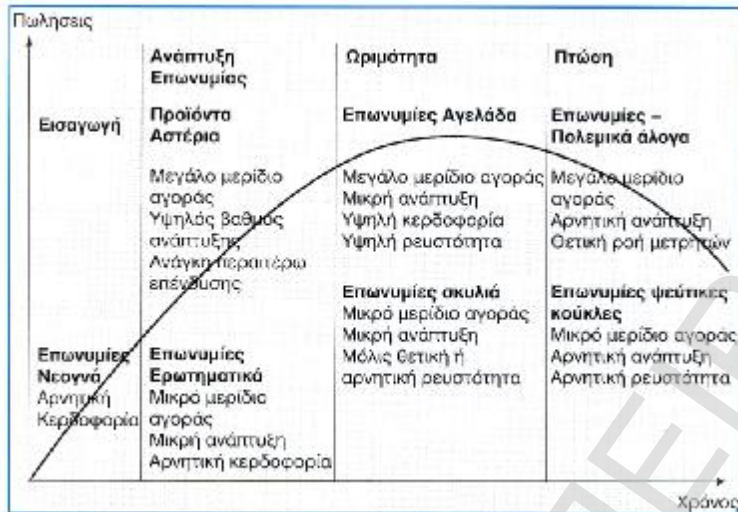 Πωλήσεις
Εισαγωγή
Επωνυμίες
Νεογνά
Αρνητική
Κερδοφορία
Ανάπτυξη
Επωνυμίας
Προϊόντα
Αστέρια
Μεγάλο μερίδιο
αγοράς
Υψηλός βαθμός
ανάπτυξης
Ανάγκη περαιτέρω
επένδυσης
Επωνυμίες
Ερωτηματικά
Μικρό μερίδιο
αγοράς
Μικρή ανάπτυξη
Αρνητική κερδοφορία
Ωριμότητα
Επωνυμίες Αγελάδα
Μεγάλο μερίδιο αγοράς
Μικρή ανάπτυξη
Υψηλή κερδοφορία
Υψηλή ρευστότητα
Επωνυμίες σκυλιά
Μικρό μερίδιο αγοράς
Μικρή ανάπτυξη
Μόλις θετική ή
αρνητική ρευστότητα
Πτώση
Επωνυμίες –
Πολεμικά άλογα
Μεγάλο μερίδιο
αγοράς
Αρνητική ανάπτυξη
Θετική ροή μετρητών
Επωνυμίες ψεύτικες
κούκλες
Μικρό μερίδιο αγοράς
Αρνητική ανάπτυξη
Αρνητική ρευστότητα
Χρόνος